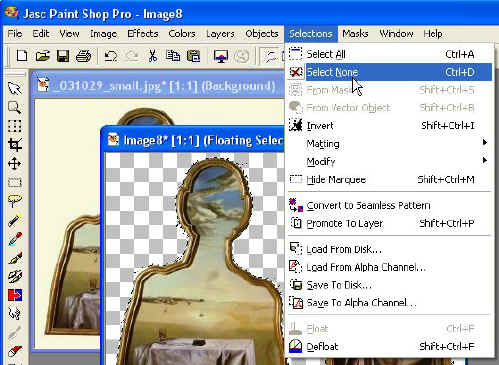 Jasc Paint Shop Pro - Image8
File Edit View Image Effects Colors Layers Objects Selections Masks Window Help
Select All Ctrl+A
_031029_small.jpg* [1:1] (Background)
Select None Ctrl+D
From Mask Shift+Ctrl+S
From Vector Object Shift+Ctrl+B
Image8* [1:1] (Floating Selec
Invert Shift+Ctrl+I
Matting
Modify
Hide Marquee Shift+Ctrl+M
Convert to Seamless Pattern
Promote To Layer Shift+Ctrl+P
Load From Disk...
Load From Alpha Channel...
Save To Disk...
Save To Alpha Channel...
Float Ctrl+F
Defloat Shift+Ctrl+F